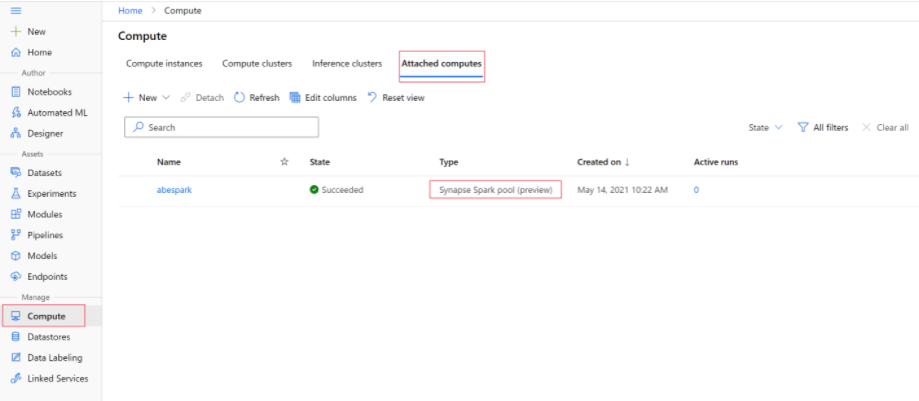 Home > Compute
New
Home
Author
Notebooks
Automated ML
Designer
Assets
Datasets
Experiments
Modules
Pipelines
Models
Endpoints
Manage
Compute
Datastores
Data Labeling
Linked Services
Compute
Compute instances Compute clusters Inference clusters Attached computes
New Detach Refresh Edit columns Reset view
Search
State All filters Clear all
Name State Type Created on ↓ Active runs
abespark Succeeded Synapse Spark pool (preview) May 14, 2021 10:22 AM 0